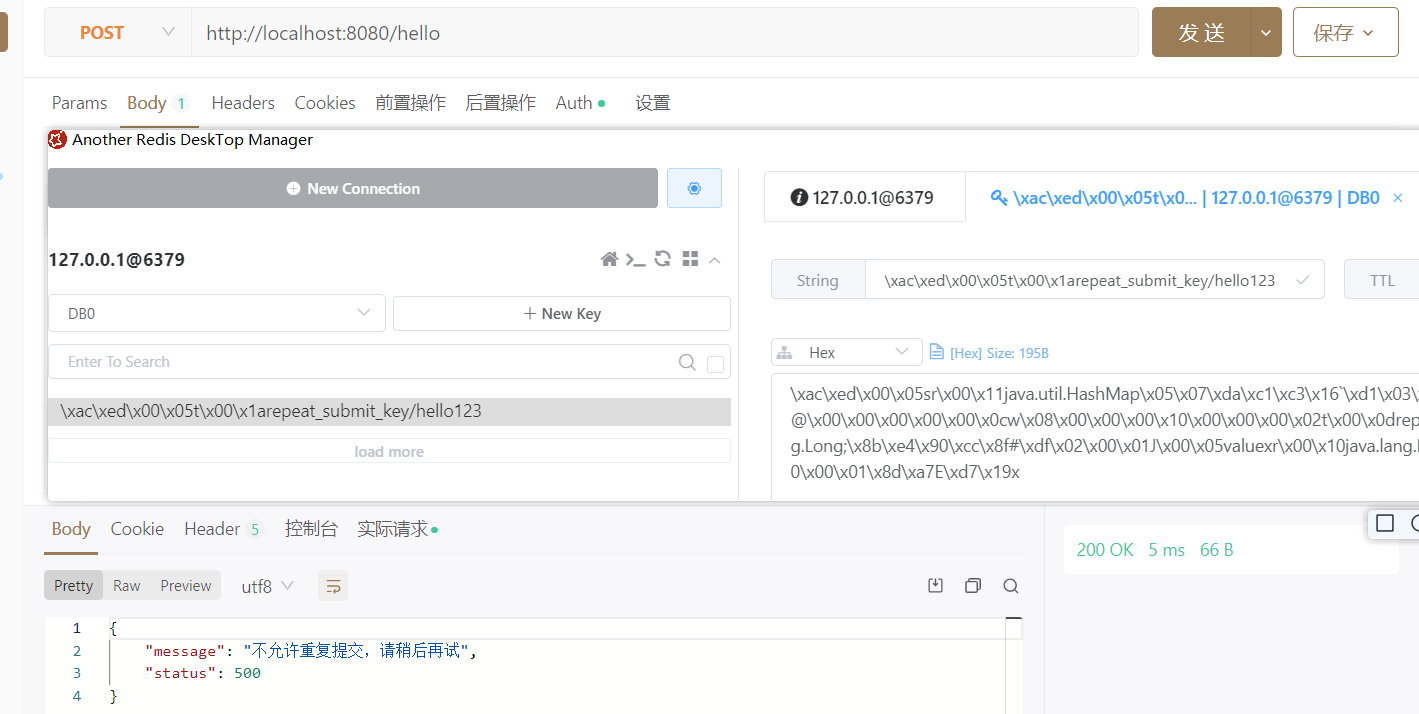 POST http://localhost:8080/hello 发 送 保存
Params Body 1 Headers Cookies 前置操作 后置操作 Auth 设置
Another Redis DeskTop Manager
New Connection
127.0.0.1@6379 \xac\xed\x00\x05t\x0... | 127.0.0.1@6379 | DB0 ×
127.0.0.1@6379
String \xac\xed\x00\x05t\x00\x1arepeat_submit_key/hello123 TTL
DB0 New Key
Enter To Search
Hex [Hex] Size: 195B
\xac\xed\x00\x05t\x00\x1arepeat_submit_key/hello123
load more
\xac\xed\x00\x05sr\x00\x11java.util.HashMap\x05\x07\xda\xc1\xc3\x16`\xd1\x03\x
@\x00\x00\x00\x00\x00\x0cw\x08\x00\x00\x00\x10\x00\x00\x00\x02t\x00\x0drep
g.Long;\x8b\xe4\x90\xcc\x8f#\xdf\x02\x00\x01J\x00\x05valuexr\x00\x10java.lang.
0\x00\x01\x8d\xa7E\xd7\x19x
Body Cookie Header 5 控制台 实际请求
200 OK 5 ms 66 B
Pretty Raw Preview utf8
1 {
2 "message": "不允许重复提交，请稍后再试",
3 "status": 500
4 }